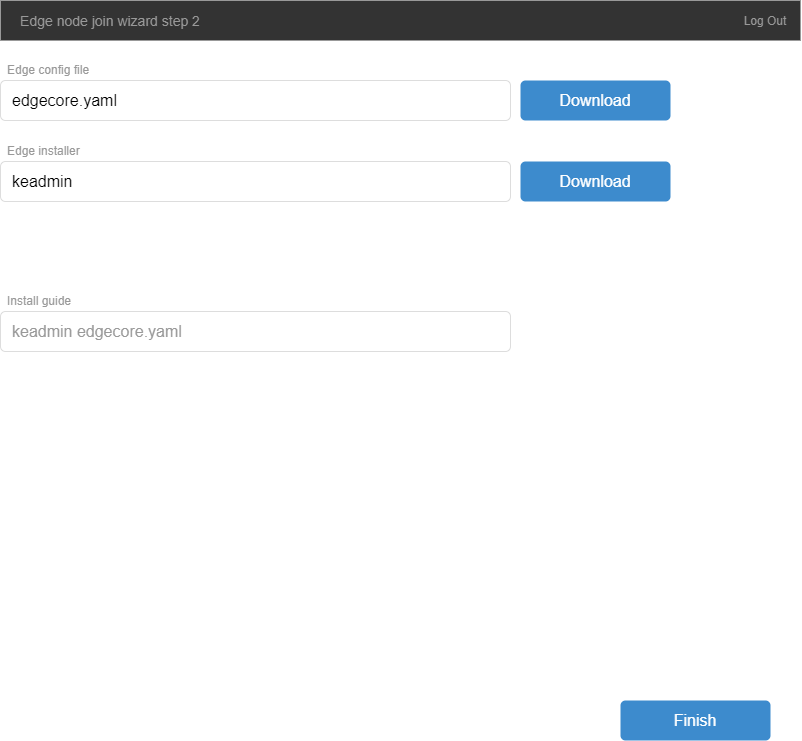 Edge node join wizard step 2
Log Out
Edge config file
edgecore.yaml
Download
Edge installer
keadmin
Download
Install guide
keadmin edgecore.yaml
Finish